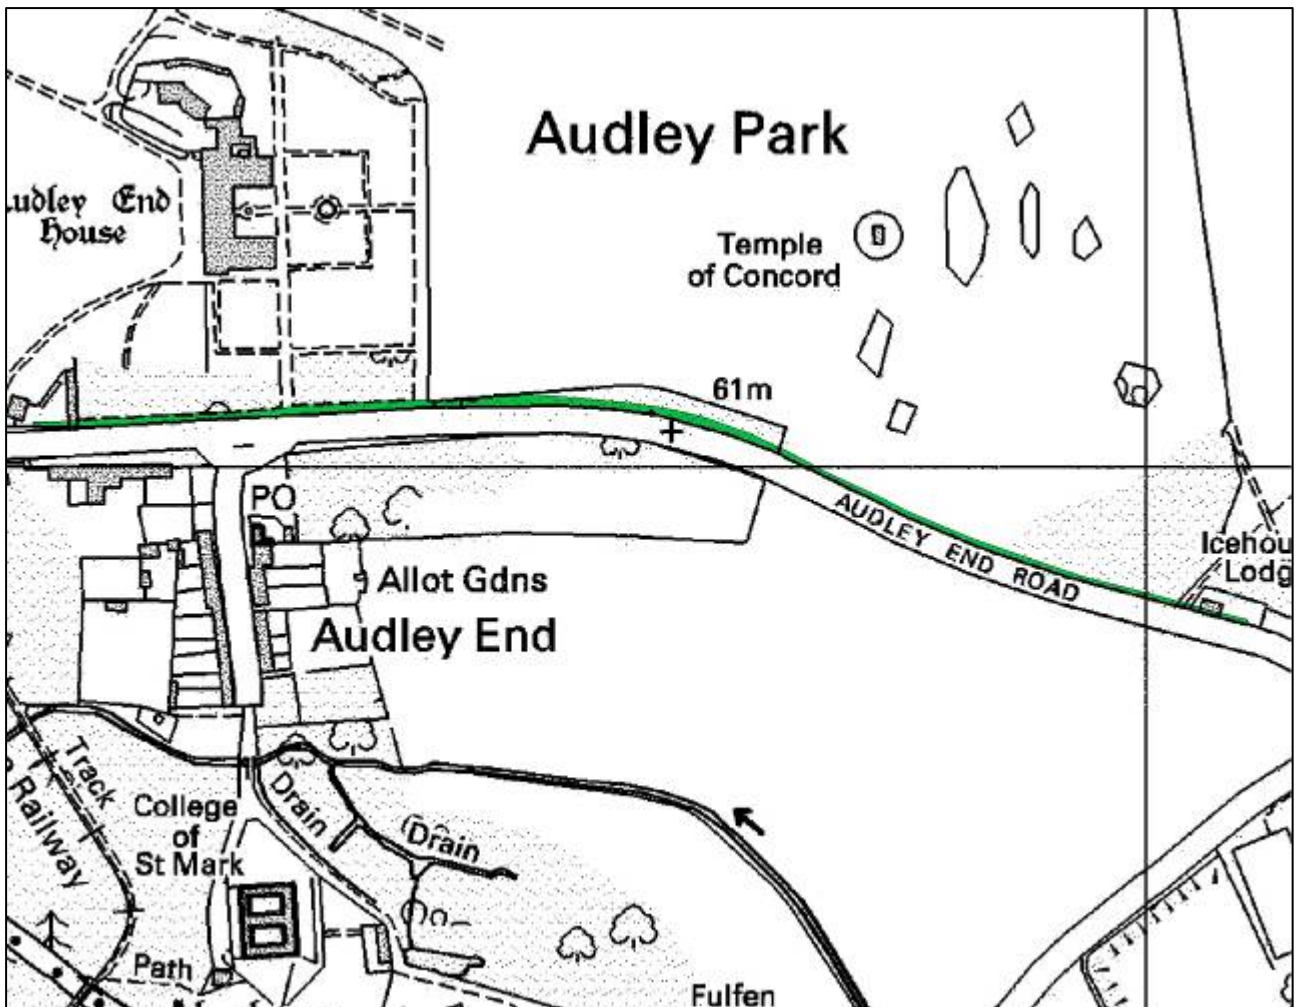 Audley Park
udley End
House
Temple
of Concord
61m
PO
AUDLEY END ROAD
Icehou
Lodg
Allot Gdns
Audley End
Track
Railway
College
of
St Mark
Drain
Drain
Path
Fulfen